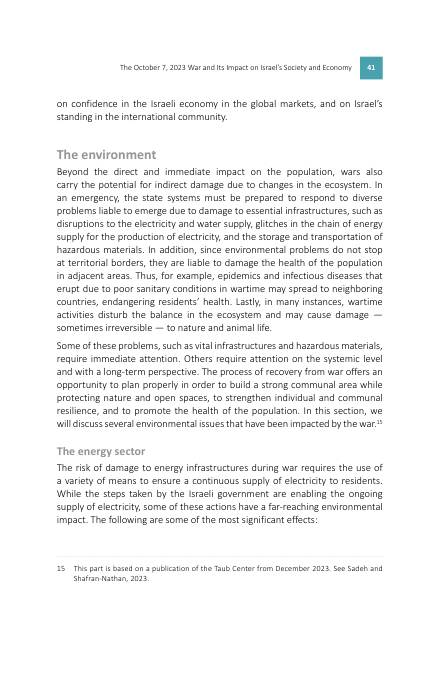 The October 7, 2023 War and Its Impact on Israel's Society and Economy 41
on confidence in the Israeli economy in the global markets, and on Israel's
standing in the international community.
The environment
Beyond the direct and immediate impact on the population, wars also
carry the potential for indirect damage due to changes in the ecosystem. In
an emergency, the state systems must be prepared to respond to diverse
problems liable to emerge due to damage to essential infrastructures, such as
disruptions to the electricity and water supply, glitches in the chain of energy
supply for the production of electricity, and the storage and transportation of
hazardous materials. In addition, since environmental problems do not stop
at territorial borders, they are liable to damage the health of the population
in adjacent areas. Thus, for example, epidemics and infectious diseases that
erupt due to poor sanitary conditions in wartime may spread to neighboring
countries, endangering residents' health. Lastly, in many instances, wartime
activities disturb the balance in the ecosystem and may cause damage —
sometimes irreversible — to nature and animal life.
Some of these problems, such as vital infrastructures and hazardous materials,
require immediate attention. Others require attention on the systemic level
and with a long-term perspective. The process of recovery from war offers an
opportunity to plan properly in order to build a strong communal area while
protecting nature and open spaces, to strengthen individual and communal
resilience, and to promote the health of the population. In this section, we
will discuss several environmental issues that have been impacted by the war.15
The energy sector
The risk of damage to energy infrastructures during war requires the use of
a variety of means to ensure a continuous supply of electricity to residents.
While the steps taken by the Israeli government are enabling the ongoing
supply of electricity, some of these actions have a far-reaching environmental
impact. The following are some of the most significant effects:
15 This part is based on a publication of the Taub Center from December 2023. See Sadeh and
Shafran-Nathan, 2023.